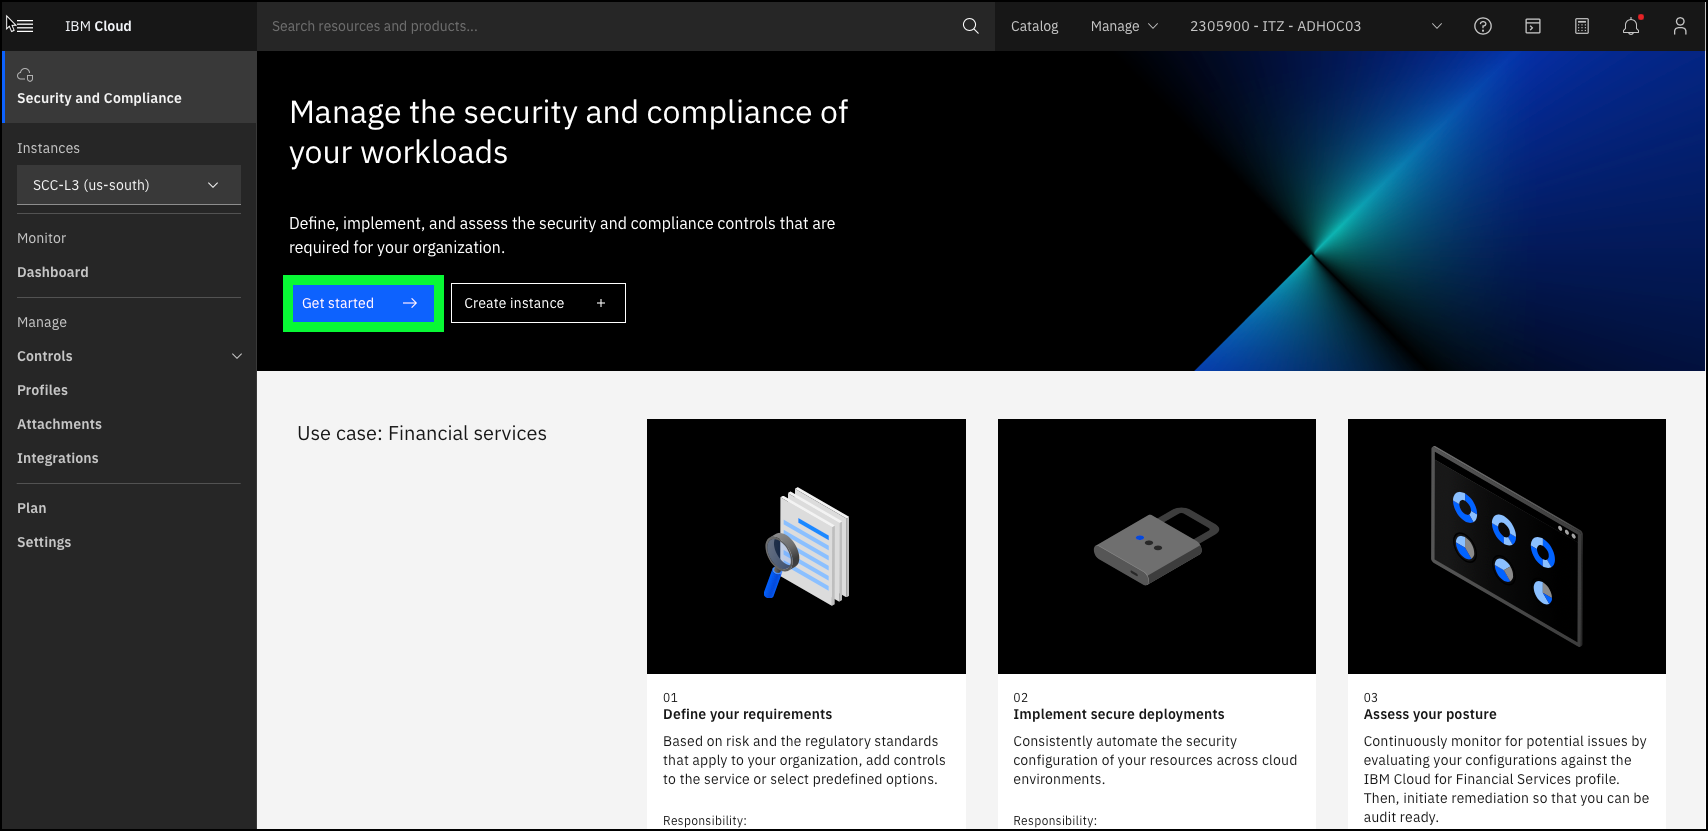 IBM Cloud
Search resources and products...
Catalog
Manage
2305900 - ITZ - ADHOC03
Security and Compliance
Instances
SCC-L3 (us-south)
Monitor
Dashboard
Manage
Controls
Profiles
Attachments
Integrations
Plan
Settings
Manage the security and compliance of
your workloads
Define, implement, and assess the security and compliance controls that are
required for your organization.
Get started
Create instance
Use case: Financial services
01
Define your requirements
Based on risk and the regulatory standards
that apply to your organization, add controls
to the service or select predefined options.
Responsibility:
02
Implement secure deployments
Consistently automate the security
configuration of your resources across cloud
environments.
Responsibility:
03
Assess your posture
Continuously monitor for potential issues by
evaluating your configurations against the
IBM Cloud for Financial Services profile.
Then, initiate remediation so that you can be
audit ready.